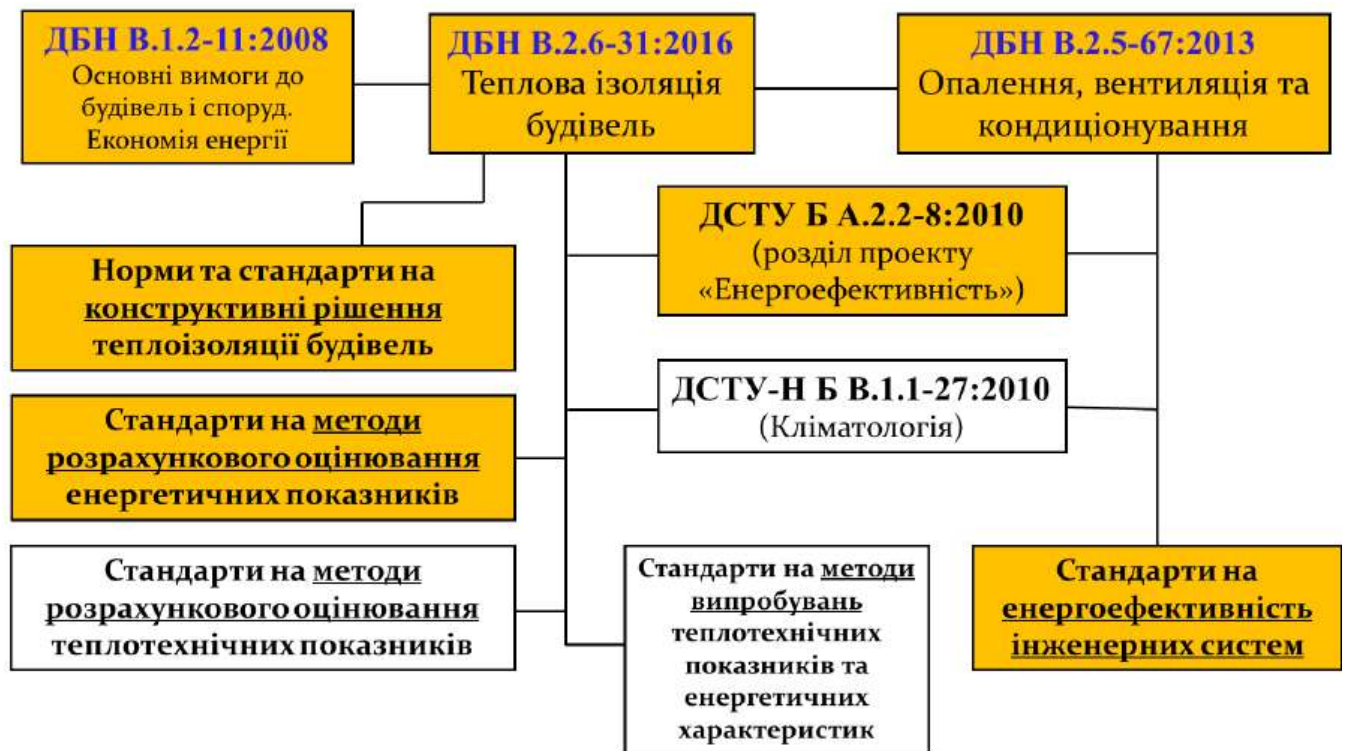 ДБН В.1.2-11:2008
Основні вимоги до
будівель і споруд.
Економія енергії
ДБН В.2.6-31:2016
Теплова ізоляція
будівель
ДБН В.2.5-67:2013
Опалення, вентиляція та
кондиціонування
ДСТУ Б А.2.2-8:2010
(розділ проекту
«Енергоефективність»)
Норми та стандарти на
конструктивні рішення
теплоізоляції будівель
ДСТУ-Н Б В.1.1-27:2010
(Кліматологія)
Стандарти на методи
розрахункового оцінювання
енергетичних показників
Стандарти на методи
розрахункового оцінювання
теплотехнічних показників
Стандарти на методи
випробувань
теплотехнічних
показників та
енергетичних
характеристик
Стандарти на
енергоефективність
інженерних систем